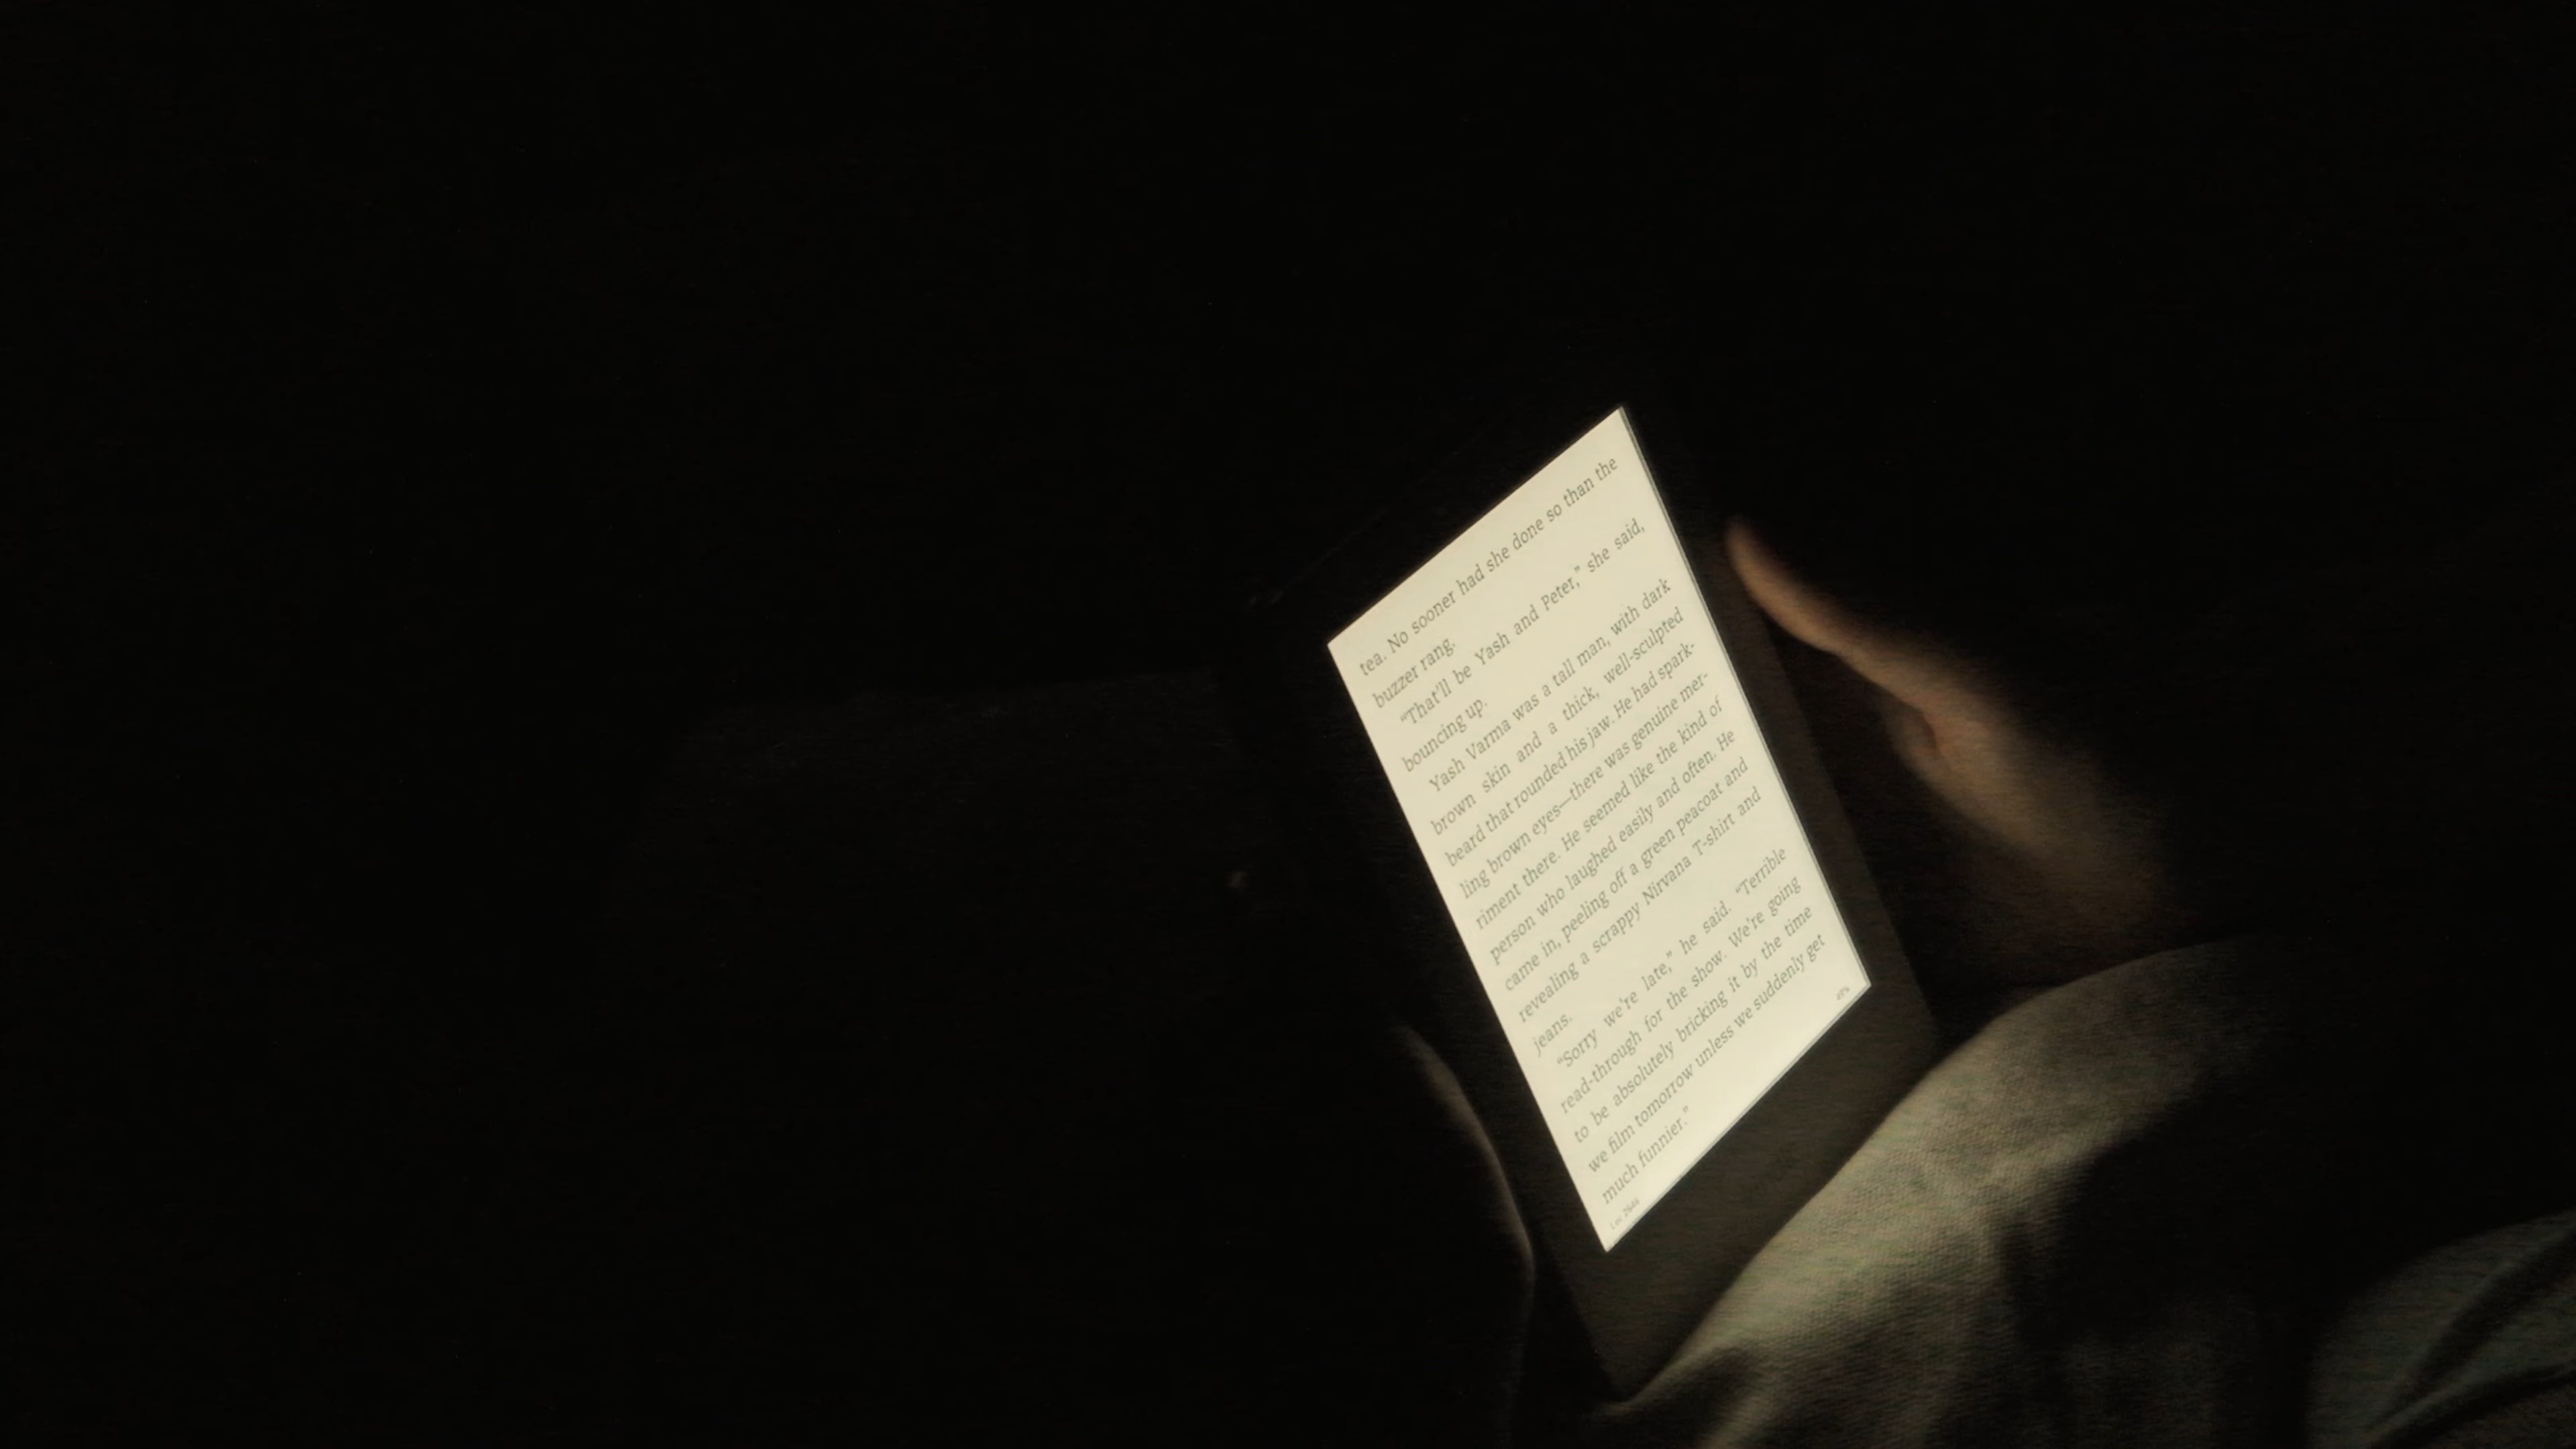 tea. No sooner had she done so than the
buzzer rang.
“That’ll be Yash and Peter,” she said,
bouncing up.
Yash Varma was a tall man, with dark
brown skin and a thick, well-sculpted
beard that rounded his jaw. He had spark-
ling brown eyes—there was genuine mer-
riment there. He seemed like the kind of
person who laughed easily and often. He
came in, peeling off a green peacoat and
revealing a scrappy Nirvana T-shirt and
jeans.
“Sorry we’re late,” he said. “Terrible
read-through for the show. We’re going
to be absolutely bricking it by the time
we film tomorrow unless we suddenly get
much funnier.”
Loc